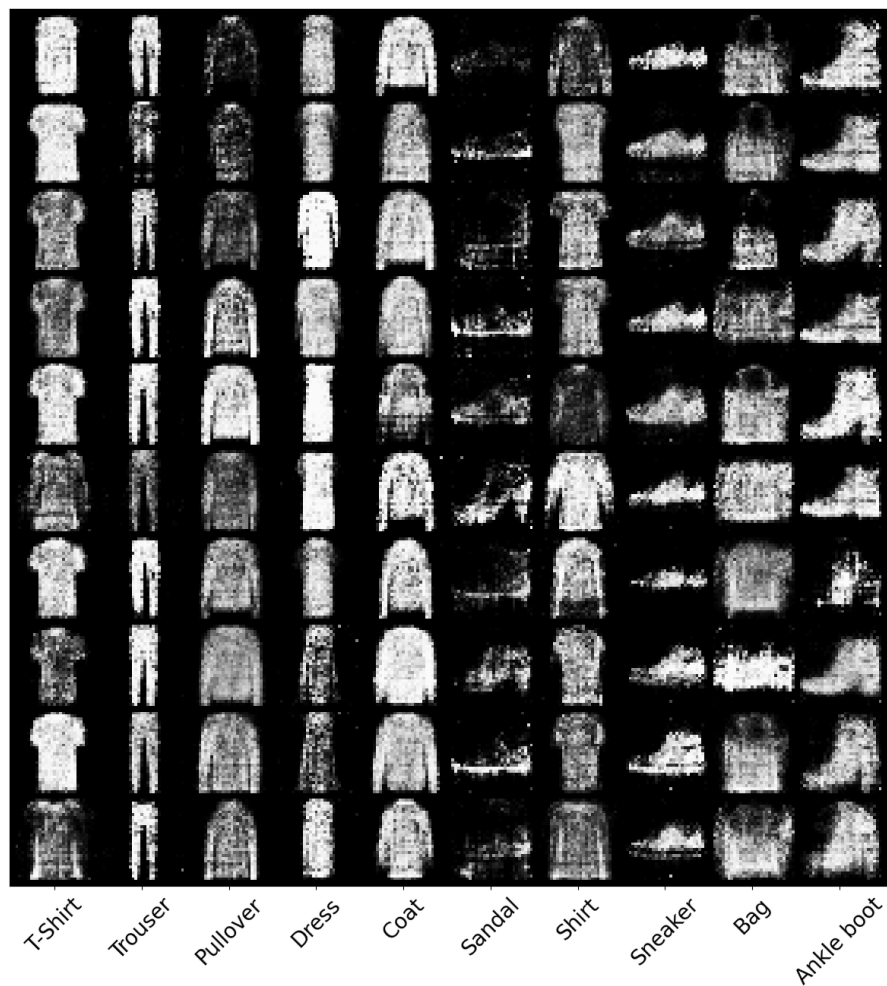 T-Shirt
Trouser
Pullover
Dress
Coat
Sandal
Shirt
Sneaker
Bag
Ankle boot